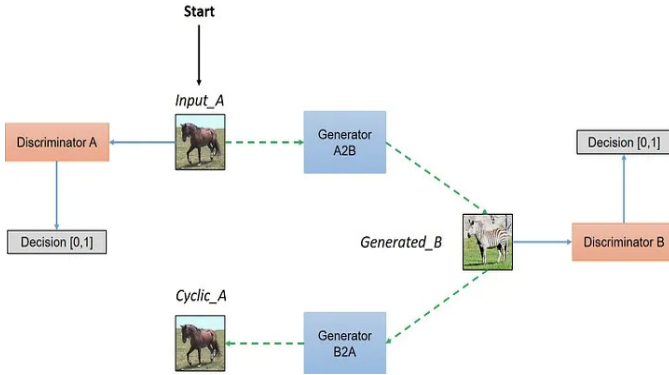 Start
Input_A
Discriminator A
Generator
A2B
Decision [0,1]
Decision [0,1]
Generated_B
Discriminator B
Cyclic_A
Generator
B2A